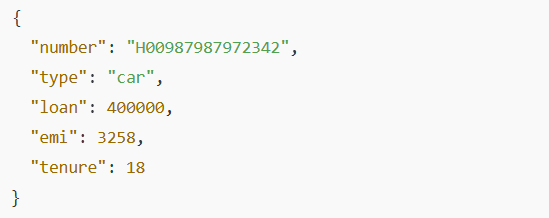 {
"number": "H00987987972342",
"type": "car",
"loan": 400000,
"emi": 3258,
"tenure": 18
}